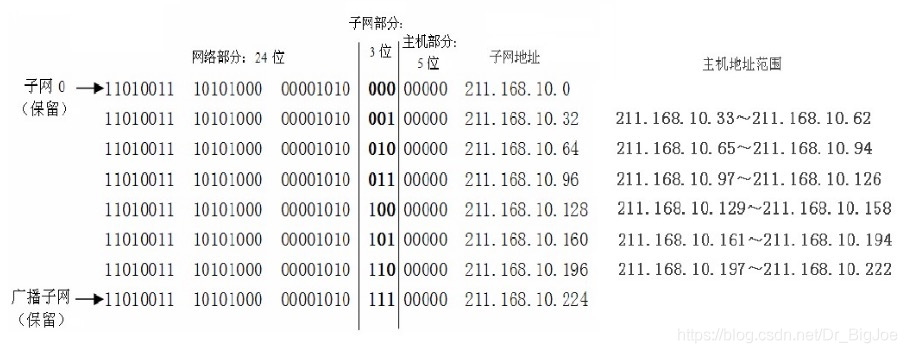 子网部分:
网络部分: 24 位 3 位 主机部分: 5 位 子网地址 主机地址范围
子网 0 (保留) 11010011 10101000 00001010 000 00000 211.168.10.0
11010011 10101000 00001010 001 00000 211.168.10.32 211.168.10.33～211.168.10.62
11010011 10101000 00001010 010 00000 211.168.10.64 211.168.10.65～211.168.10.94
11010011 10101000 00001010 011 00000 211.168.10.96 211.168.10.97～211.168.10.126
11010011 10101000 00001010 100 00000 211.168.10.128 211.168.10.129～211.168.10.158
11010011 10101000 00001010 101 00000 211.168.10.160 211.168.10.161～211.168.10.194
11010011 10101000 00001010 110 00000 211.168.10.196 211.168.10.197～211.168.10.222
广播子网 (保留) 11010011 10101000 00001010 111 00000 211.168.10.224
https://blog.csdn.net/Dr_BigJoe